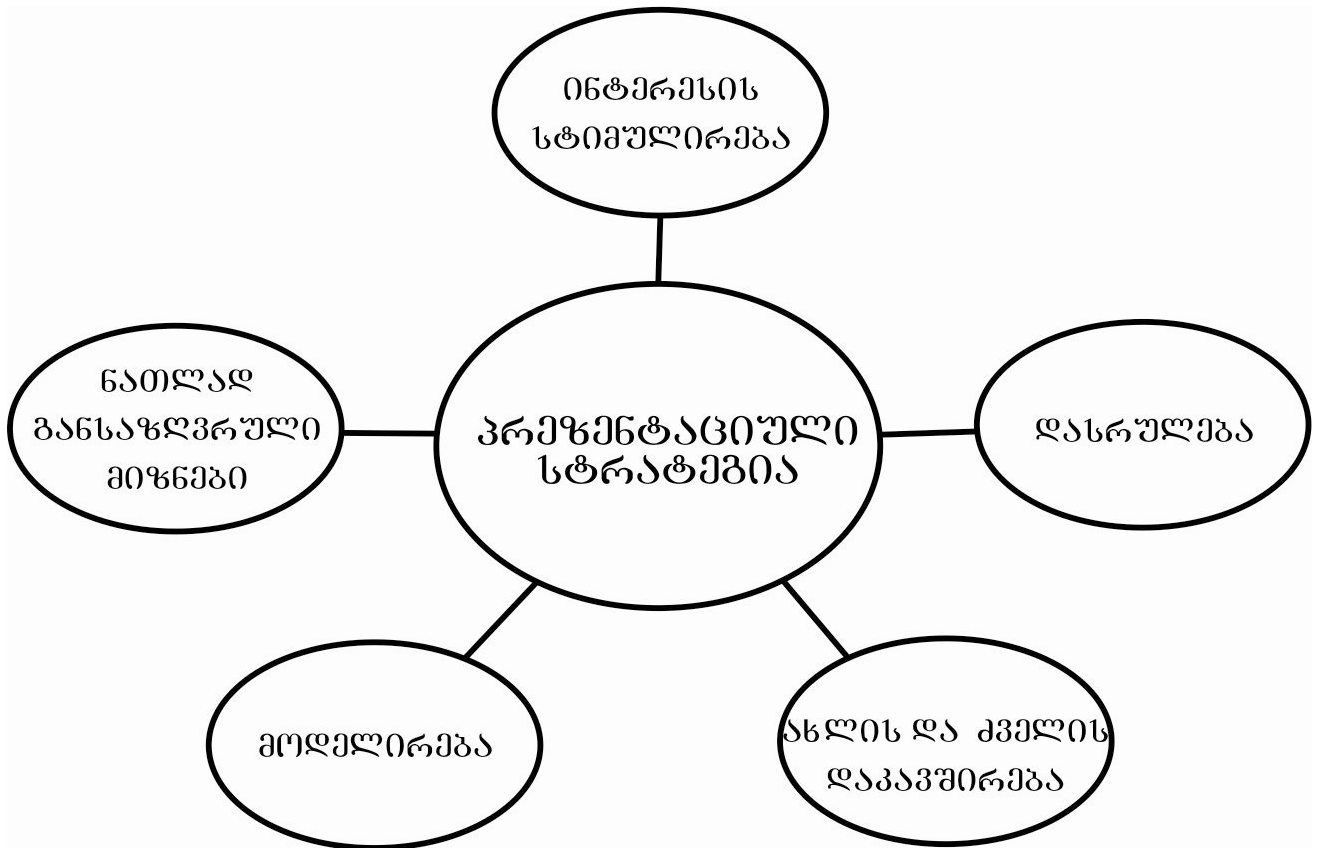 ინტერესის
სტიმულირება
ნათლად
განსაზღვრული
მიზნები
პრეზენტაციული
სტრატეგია
დასრულება
მოდელირება
ახლის და ძველის
დაკავშირება